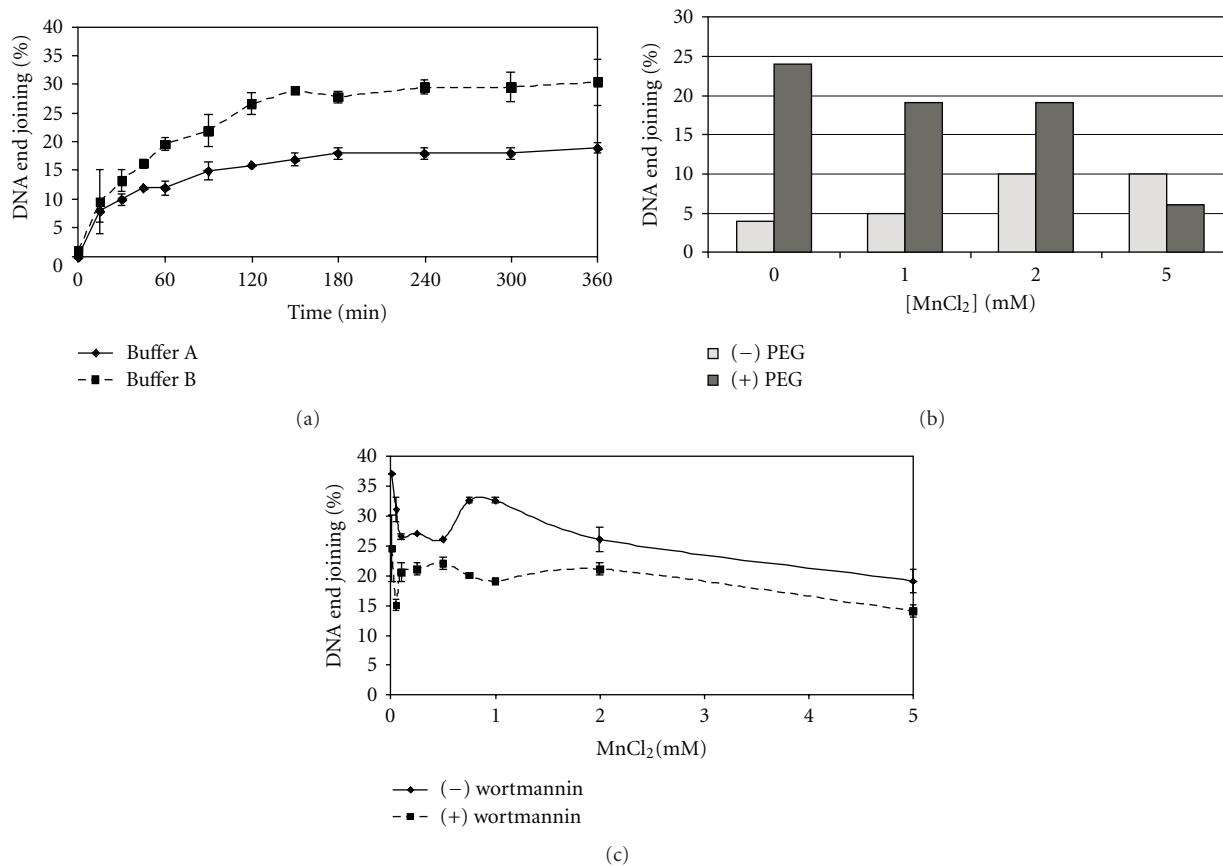 40
35
30
25
20
15
10
5
0
0 60 120 180 240 300 360
DNA end joining (%)
Time (min)
Buffer A
Buffer B
(a)
30
25
20
15
10
5
0
0 1 2 5
DNA end joining (%)
[MnCl₂] (mM)
(−) PEG
(+) PEG
(b)
40
35
30
25
20
15
10
5
0
0 1 2 3 4 5
DNA end joining (%)
MnCl₂(mM)
(−) wortmannin
(+) wortmannin
(c)